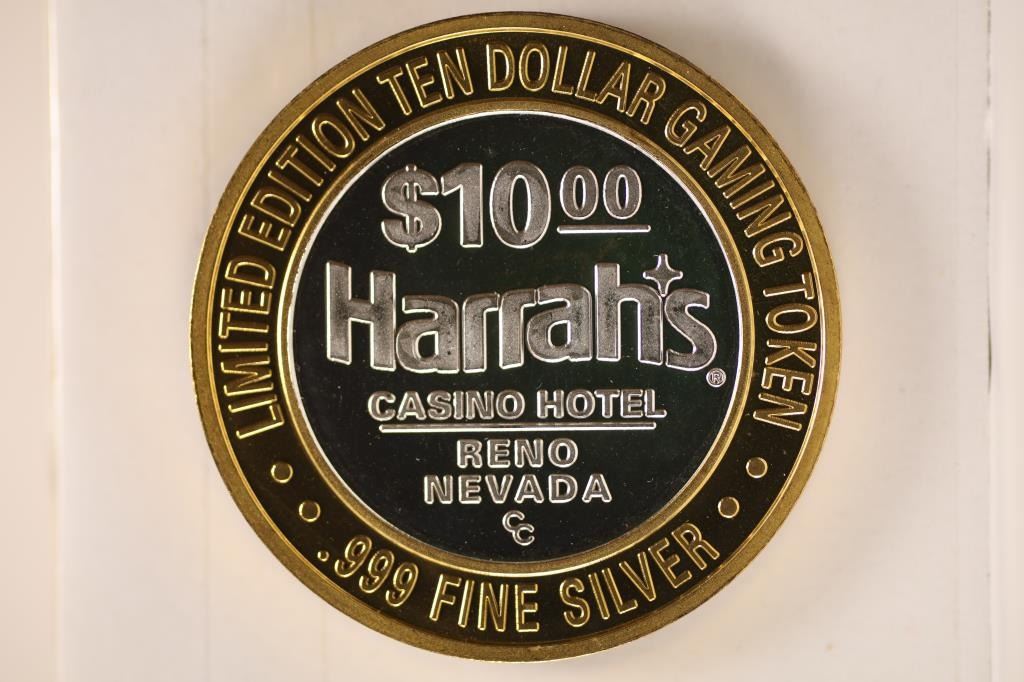 LIMITED EDITION TEN DOLLAR GAMING TOKEN
$10 00
Harrah's ®
CASINO HOTEL
RENO
NEVADA
CC
.999 FINE SILVER